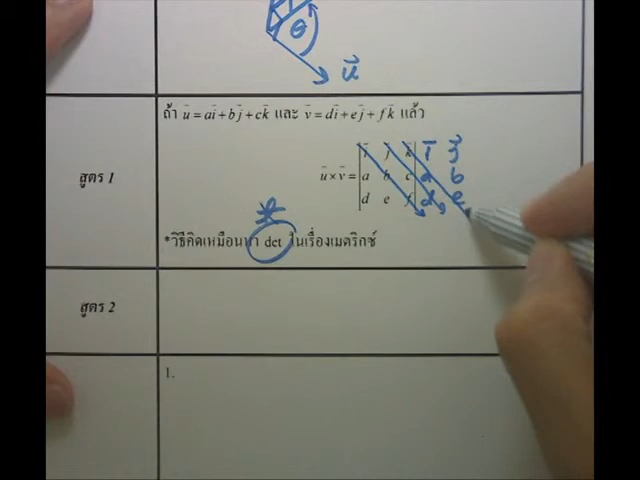 θ
u⃗
ถ้า ū = ai̅ + bj̅ + ck̅ และ v̅ = di̅ + ej̅ + fk̅ แล้ว
สูตร 1
i̅ j̅ k̅ i̅ j̅
ū × v̅ = a b c a b
d e f d e
*วิธีคิดเหมือนหา det ในเรื่องเมตริกซ์
สูตร 2
1.